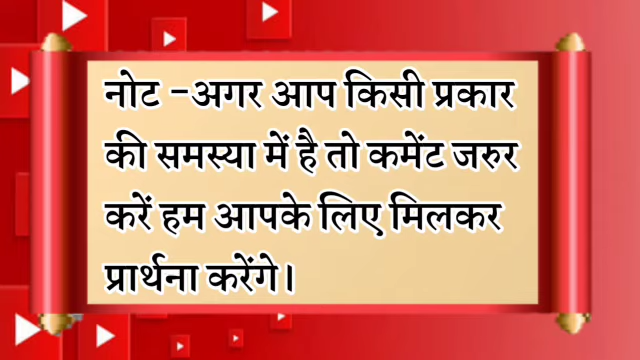 नोट -अगर आप किसी प्रकार
की समस्या में है तो कमेंट जरुर
करें हम आपके लिए मिलकर
प्रार्थना करेंगे।